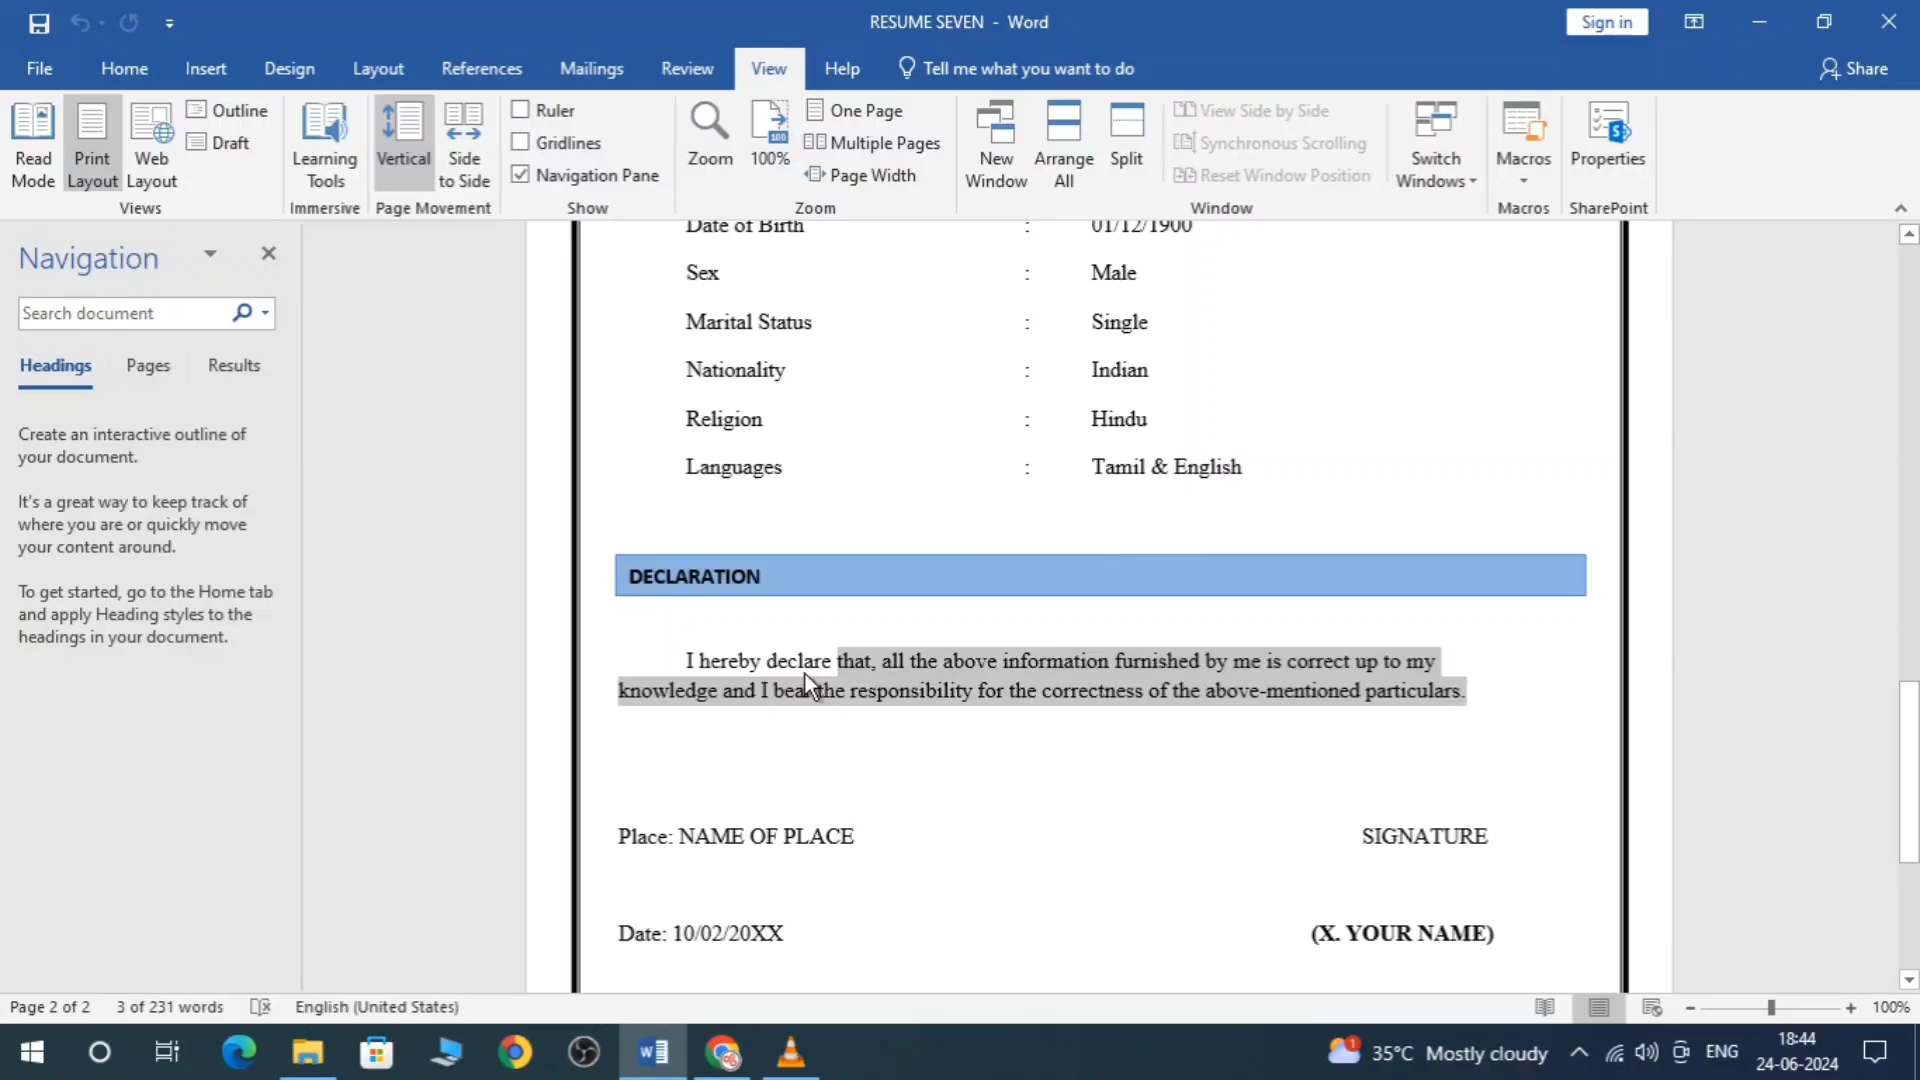 RESUME SEVEN - Word
Sign in
File Home Insert Design Layout References Mailings Review View Help Tell me what you want to do Share
Read Mode
Print Layout
Web Layout
Outline
Draft
Views
Learning Tools
Immersive
Vertical
Side to Side
Page Movement
Ruler
Gridlines
Navigation Pane
Show
Zoom
100
100%
One Page
Multiple Pages
Page Width
Zoom
New Window
Arrange All
Split
View Side by Side
Synchronous Scrolling
Reset Window Position
Window
Switch Windows
Macros
Macros
Properties
SharePoint
Navigation
Search document
Headings Pages Results
Create an interactive outline of
your document.
It's a great way to keep track of
where you are or quickly move
your content around.
To get started, go to the Home tab
and apply Heading styles to the
headings in your document.
Date of Birth : 01/12/1900
Sex : Male
Marital Status : Single
Nationality : Indian
Religion : Hindu
Languages : Tamil & English
DECLARATION
I hereby declare that, all the above information furnished by me is correct up to my
knowledge and I bear the responsibility for the correctness of the above-mentioned particulars.
Place: NAME OF PLACE SIGNATURE
Date: 10/02/20XX (X. YOUR NAME)
Page 2 of 2 3 of 231 words English (United States) 100%
1 35°C Mostly cloudy ENG 18:44
24-06-2024